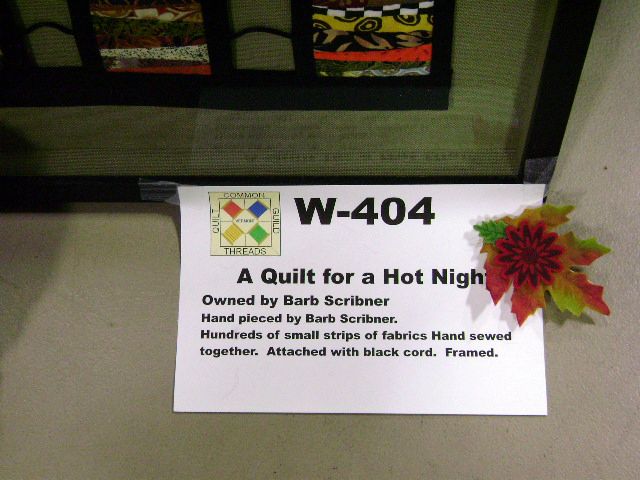 COMMON
QUILT
VERMONT
GUILD
THREADS
W-404
A Quilt for a Hot Nigh
Owned by Barb Scribner
Hand pieced by Barb Scribner.
Hundreds of small strips of fabrics Hand sewed
together. Attached with black cord. Framed.